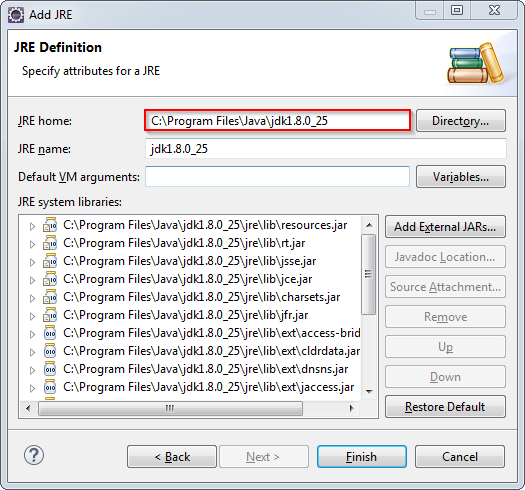 Add JRE
JRE Definition
Specify attributes for a JRE
JRE home:
C:\Program Files\Java\jdk1.8.0_25
Directory...
JRE name:
jdk1.8.0_25
Default VM arguments:
Variables...
JRE system libraries:
C:\Program Files\Java\jdk1.8.0_25\jre\lib\resources.jar
C:\Program Files\Java\jdk1.8.0_25\jre\lib\rt.jar
C:\Program Files\Java\jdk1.8.0_25\jre\lib\jsse.jar
C:\Program Files\Java\jdk1.8.0_25\jre\lib\jce.jar
C:\Program Files\Java\jdk1.8.0_25\jre\lib\charsets.jar
C:\Program Files\Java\jdk1.8.0_25\jre\lib\jfr.jar
C:\Program Files\Java\jdk1.8.0_25\jre\lib\ext\access-brid
C:\Program Files\Java\jdk1.8.0_25\jre\lib\ext\cldrdata.jar
C:\Program Files\Java\jdk1.8.0_25\jre\lib\ext\dnsns.jar
C:\Program Files\Java\jdk1.8.0_25\jre\lib\ext\jaccess.jar
Add External JARs...
Javadoc Location...
Source Attachment...
Remove
Up
Down
Restore Default
?
< Back
Next >
Finish
Cancel